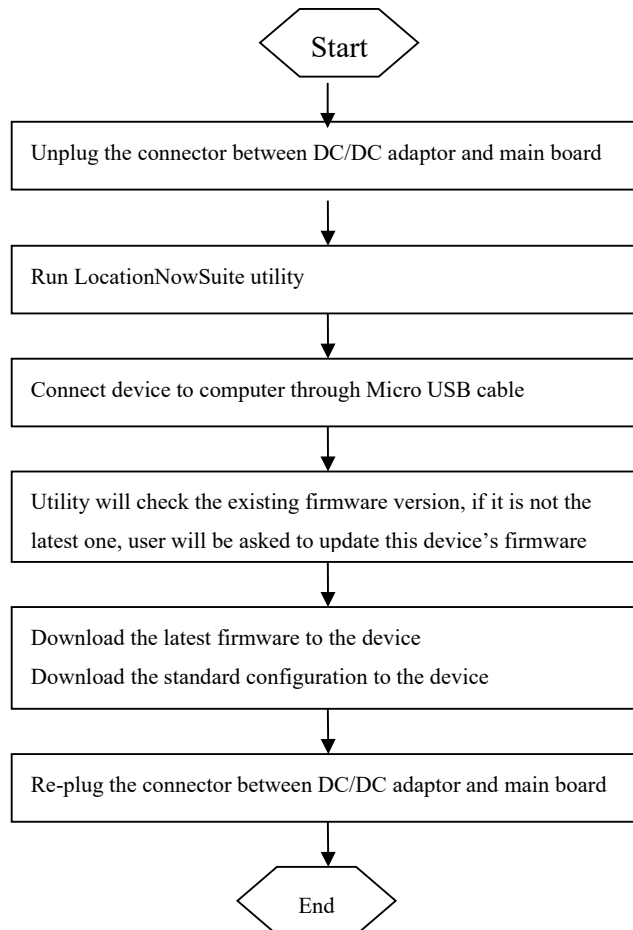 Start
Unplug the connector between DC/DC adaptor and main board
Run LocationNowSuite utility
Connect device to computer through Micro USB cable
Utility will check the existing firmware version, if it is not the
latest one, user will be asked to update this device’s firmware
Download the latest firmware to the device
Download the standard configuration to the device
Re-plug the connector between DC/DC adaptor and main board
End